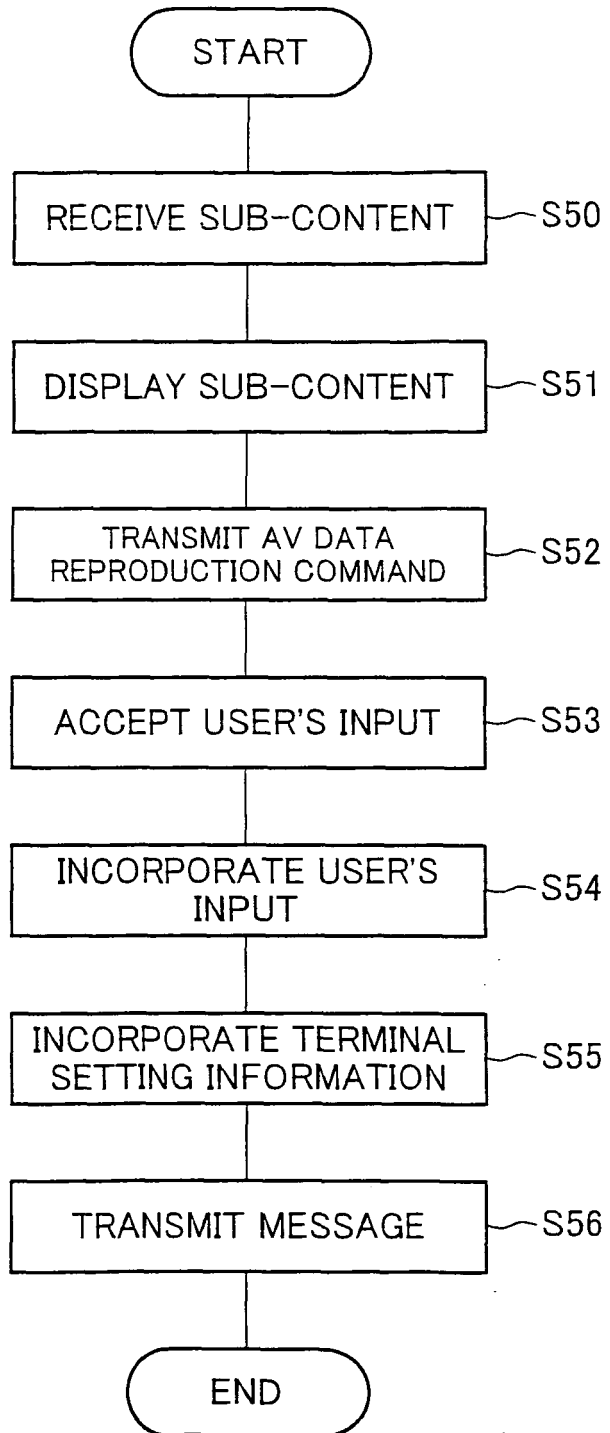 START
RECEIVE SUB-CONTENT
S50
DISPLAY SUB-CONTENT
S51
TRANSMIT AV DATA
REPRODUCTION COMMAND
S52
ACCEPT USER'S INPUT
S53
INCORPORATE USER'S
INPUT
S54
INCORPORATE TERMINAL
SETTING INFORMATION
S55
TRANSMIT MESSAGE
S56
END